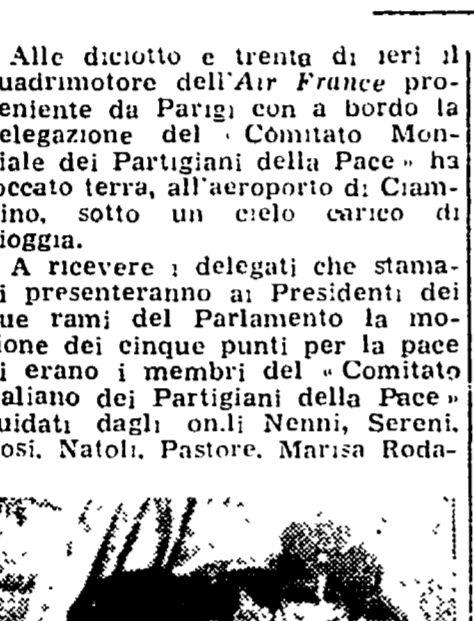 Alle diciotto e trenta di ieri il
uadrimotore dell'Air France pro-
eniente da Parigi con a bordo la
elegazione del «Comitato Mon-
iale dei Partigiani della Pace» ha
occato terra, all'aeroporto di Ciam-
ino, sotto un cielo carico di
ioggia.
A ricevere i delegati che stama-
i presenteranno ai Presidenti dei
ue rami del Parlamento la mo-
ione dei cinque punti per la pace
i erano i membri del «Comitato
aliano dei Partigiani della Pace»
uidati dagli on.li Nenni, Sereni,
osi, Natoli, Pastore, Marisa Roda-